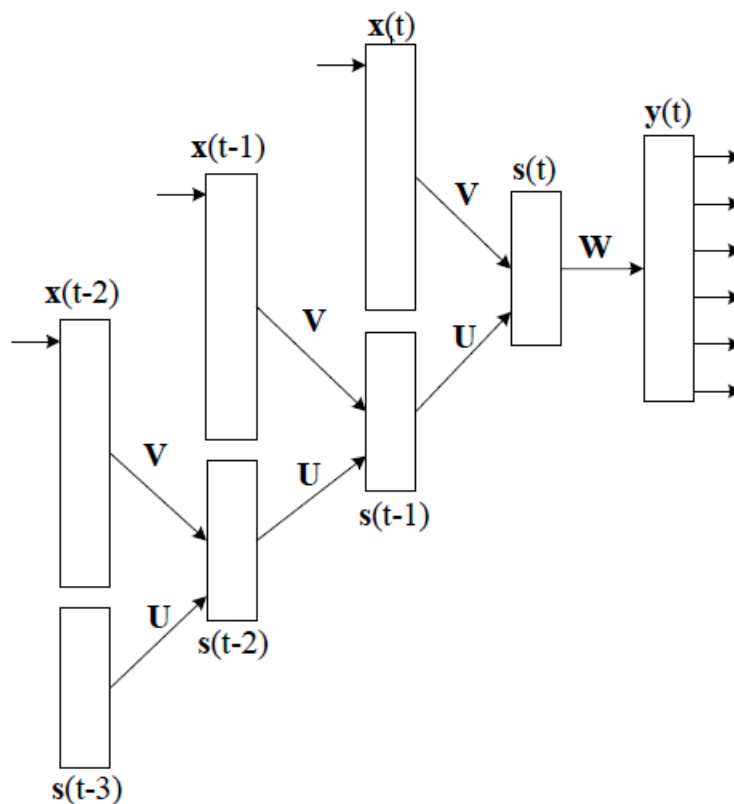 x(t)
y(t)
x(t-1)
s(t)
V
W
x(t-2)
V
U
V
U
s(t-1)
U
s(t-2)
s(t-3)